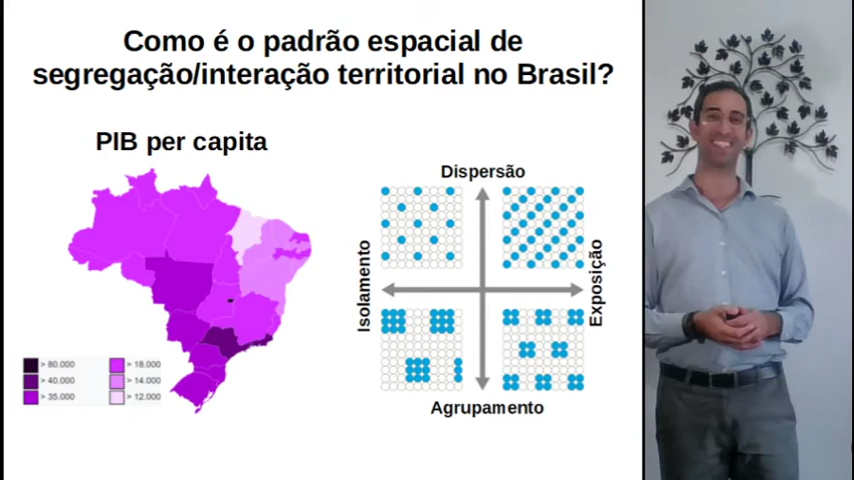 Como é o padrão espacial de
segregação/interação territorial no Brasil?
PIB per capita
> 80.000
> 40.000
> 35.000
> 18.000
> 14.000
> 12.000
Dispersão
Isolamento
Exposição
Agrupamento